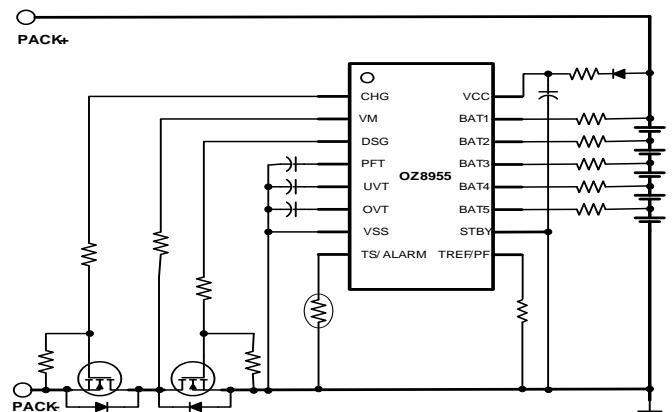 PACK+
CHG
VM
DSG
PFT
UVT
OVT
VSS
TS/ALARM
OZ8955
VCC
BAT1
BAT2
BAT3
BAT4
BAT5
STBY
TREF/PF
PACK-